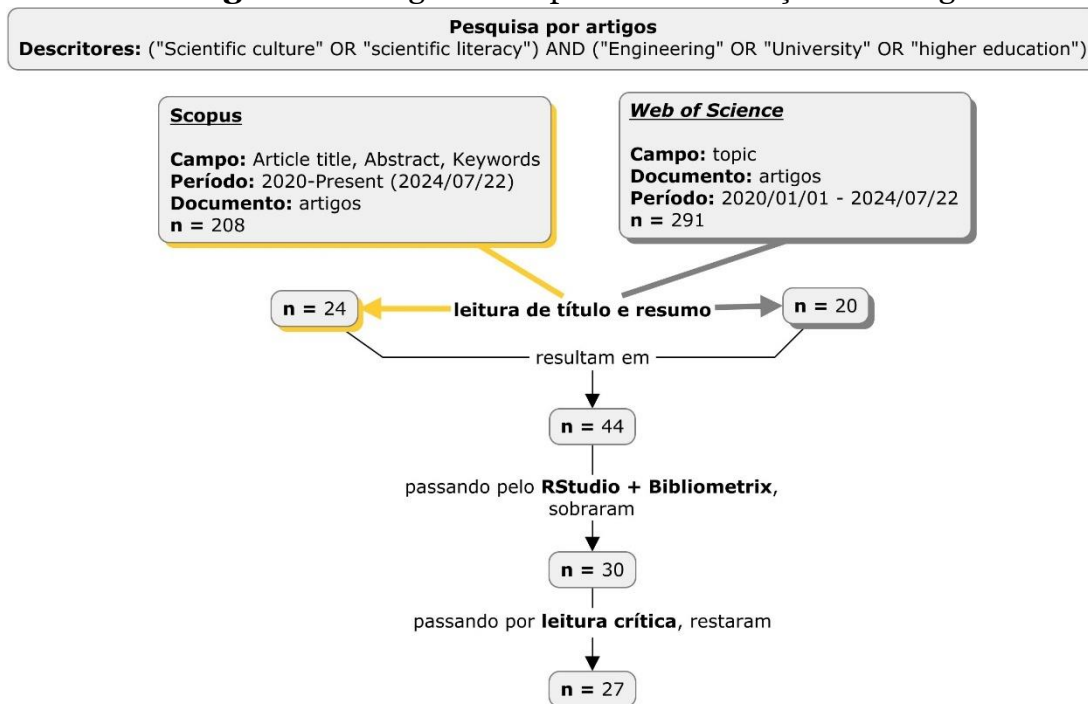 Pesquisa por artigos
Descritores: ("Scientific culture" OR "scientific literacy") AND ("Engineering" OR "University" OR "higher education")
Scopus
Campo: Article title, Abstract, Keywords
Período: 2020-Present (2024/07/22)
Documento: artigos
n = 208
Web of Science
Campo: topic
Documento: artigos
Período: 2020/01/01 - 2024/07/22
n = 291
n = 24
leitura de título e resumo
n = 20
resultam em
n = 44
passando pelo RStudio + Bibliometrix,
sobraram
n = 30
passando por leitura crítica, restaram
n = 27